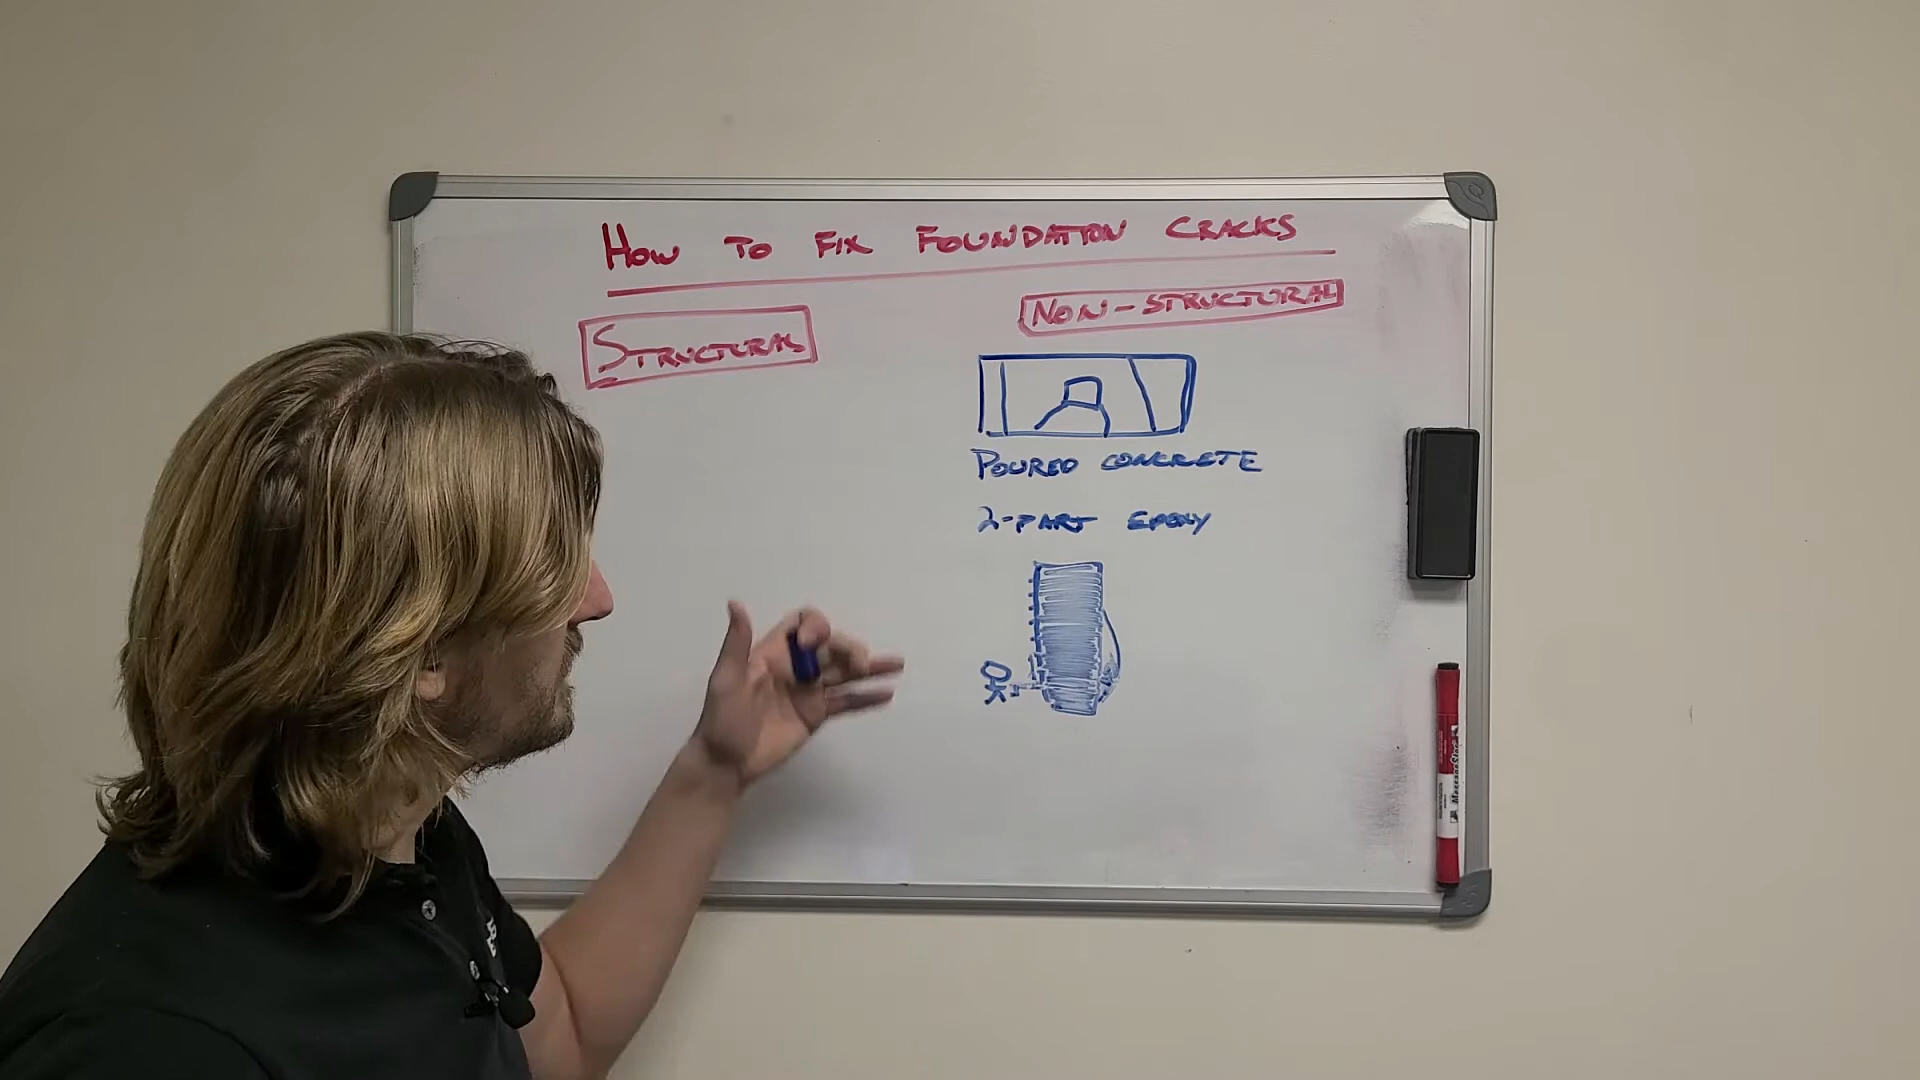 How to Fix Foundation Cracks
Structural
Non-Structural
Poured Concrete
2-Part Epoxy